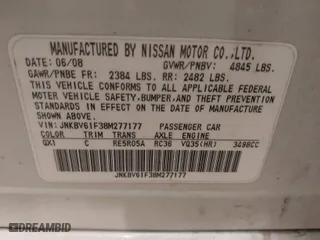 MANUFACTURED BY NISSAN MOTOR CO.,LTD.
DATE: 06/08 GVWR/PNBV: 4845 LBS.
GAWR/PNBE FR: 2384 LBS. RR: 2482 LBS.
THIS VEHICLE CONFORMS TO ALL APPLICABLE FEDERAL
MOTOR VEHICLE SAFETY,BUMPER,AND THEFT PREVENTION
STANDARDS IN EFFECT ON THE DATE OF MANUFACTURE
SHOWN ABOVE.
VIN: JNKBV61F38M277177 PASSENGER CAR
COLOR TRIM TRANS AXLE ENGINE
QX1 C RE5R05A RC36 VQ35(HR) 3498CC
JNKBV61F38M277177
DREAMBID